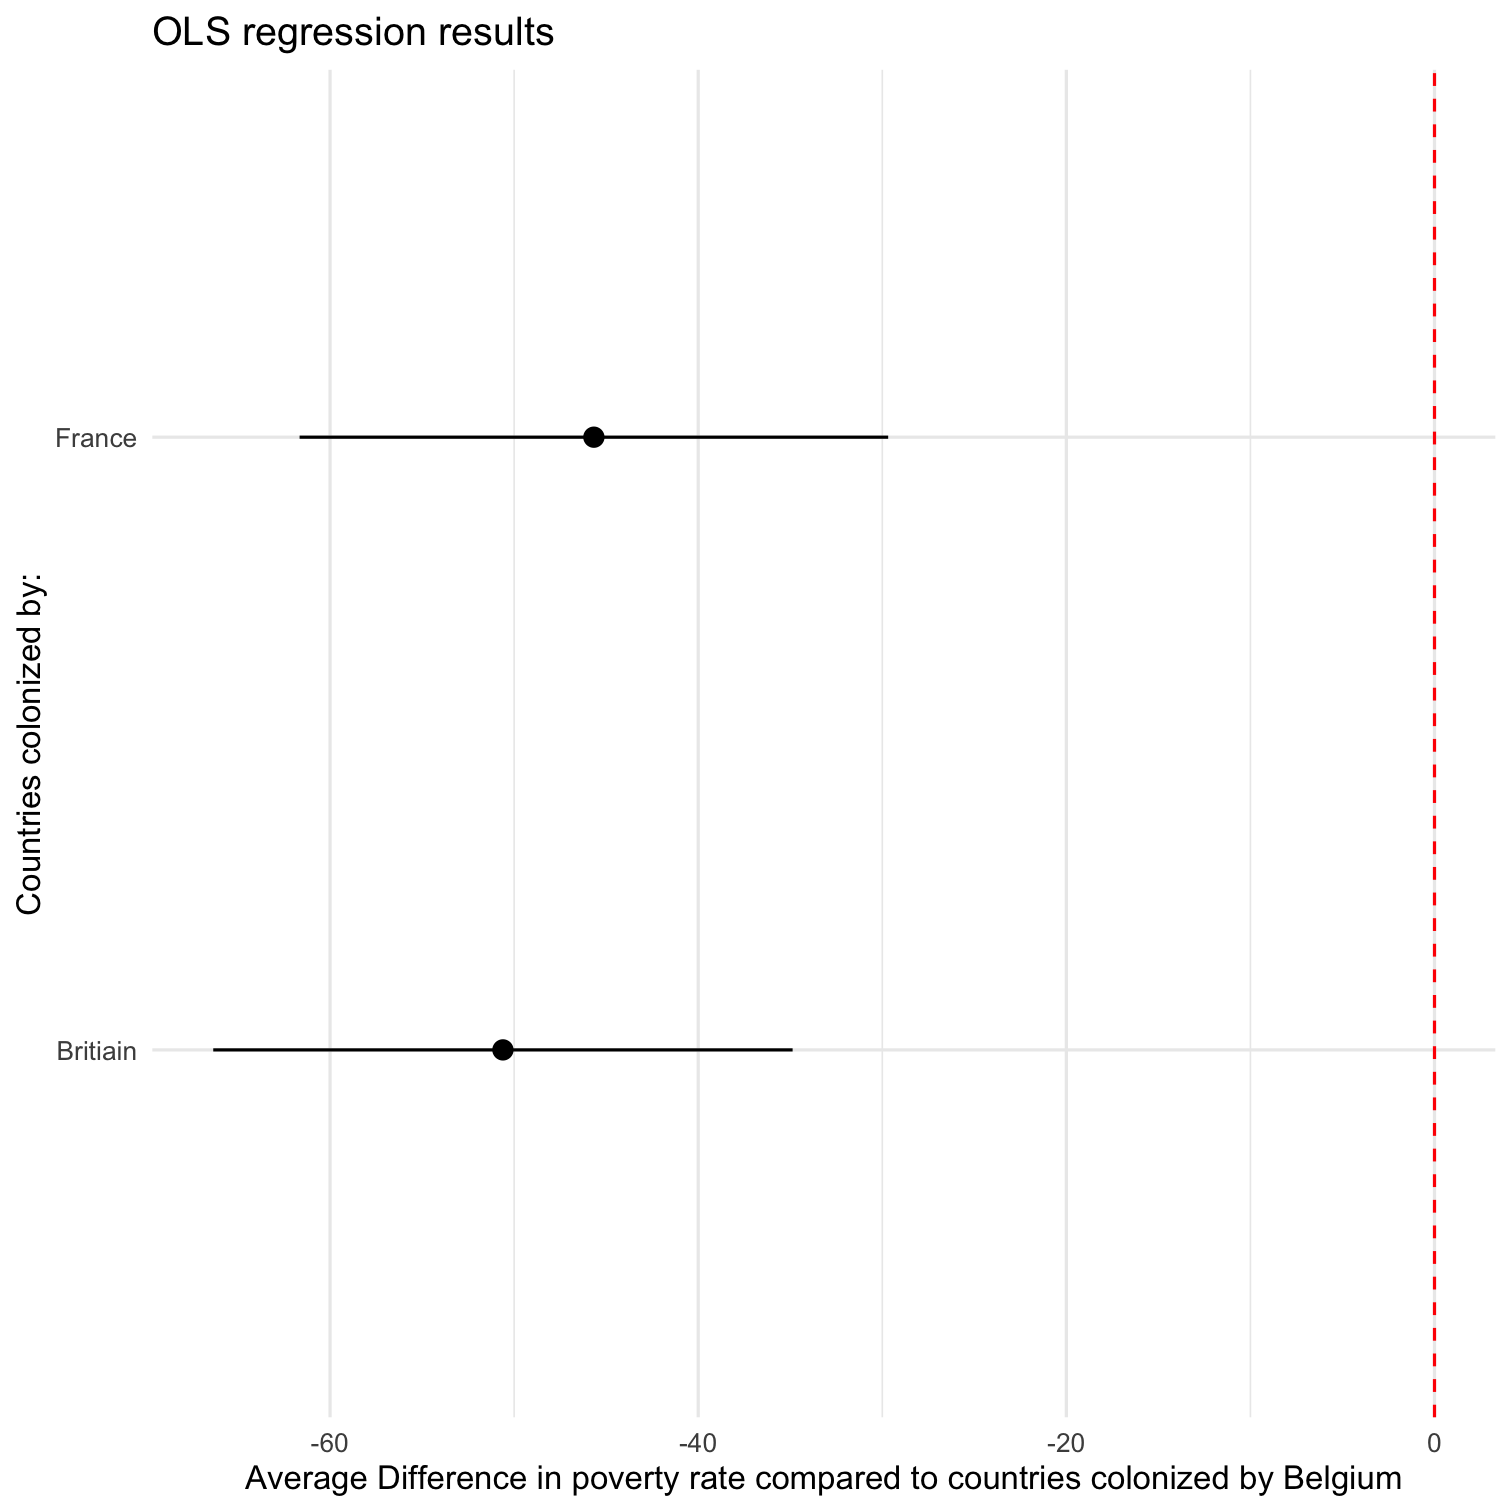 OLS regression results
France
Countries colonized by:
Britiain
-60
-40
-20
0
Average Difference in poverty rate compared to countries colonized by Belgium